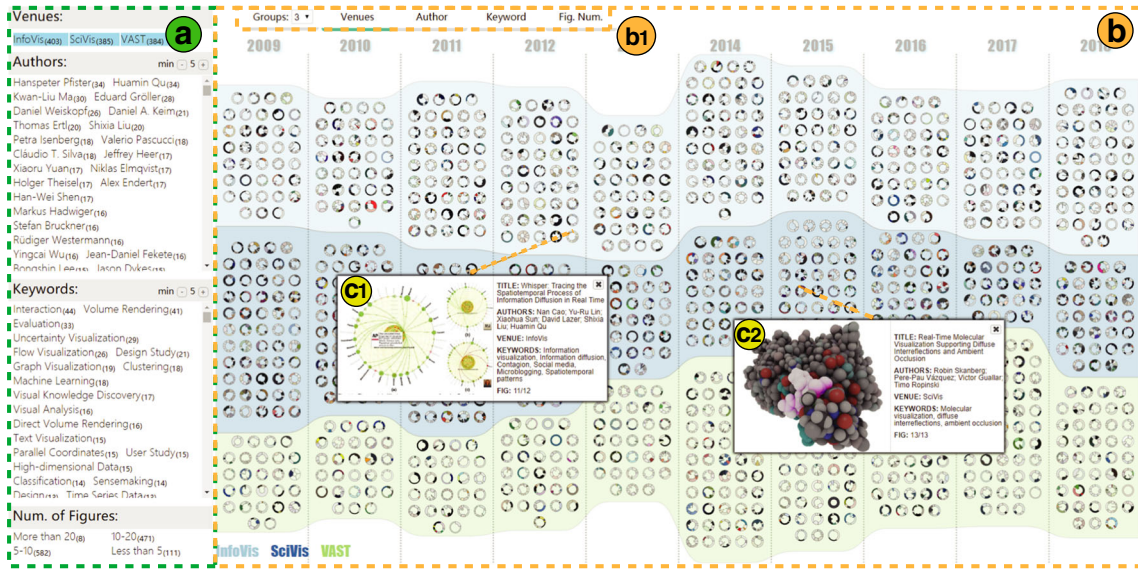 Venues:
InfoVis(403) SciVis(385) VAST(384)
a
Authors: min - 5 +
Hanspeter Pfister(34) Huamin Qu(34)
Kwan-Liu Ma(30) Eduard Gröller(28)
Daniel Weiskopf(26) Daniel A. Keim(21)
Thomas Ertl(20) Shixia Liu(20)
Petra Isenberg(18) Valerio Pascucci(18)
Cláudio T. Silva(18) Jeffrey Heer(17)
Xiaoru Yuan(17) Niklas Elmqvist(17)
Holger Theisel(17) Alex Endert(17)
Han-Wei Shen(17)
Markus Hadwiger(16)
Stefan Bruckner(16)
Rüdiger Westermann(16)
Yingcai Wu(16) Jean-Daniel Fekete(16)
Bongshin Lee(15) Jason Dykes(15)
Keywords: min - 5 +
Interaction(44) Volume Rendering(41)
Evaluation(33)
Uncertainty Visualization(29)
Flow Visualization(26) Design Study(21)
Graph Visualization(19) Clustering(18)
Machine Learning(18)
Visual Knowledge Discovery(17)
Visual Analysis(16)
Direct Volume Rendering(16)
Text Visualization(15)
Parallel Coordinates(15) User Study(15)
High-dimensional Data(15)
Classification(14) Sensemaking(14)
Design(13) Time Series Data(13)
Num. of Figures:
More than 20(8) 10-20(471)
5-10(582) Less than 5(111)
Groups: 3 Venues Author Keyword Fig. Num.
b1
b
2009 2010 2011 2012 2014 2015 2016 2017
C1
TITLE: Whisper: Tracing the
Spatiotemporal Process of
Information Diffusion in Real Time
AUTHORS: Nan Cao; Yu-Ru Lin;
Xiaohua Sun; David Lazer; Shixia
Liu; Huamin Qu
VENUE: InfoVis
KEYWORDS: Information
visualization, Information diffusion,
Contagion, Social media,
Microblogging, Spatiotemporal
patterns
FIG: 11/12
C2
TITLE: Real-Time Molecular
Visualization Supporting Diffuse
Interreflections and Ambient
Occlusion
AUTHORS: Robin Skanberg;
Pere-Pau Vázquez; Victor Guallar;
Timo Ropinski
VENUE: SciVis
KEYWORDS: Molecular
visualization, diffuse
interreflections, ambient occlusion
FIG: 13/13
InfoVis SciVis VAST